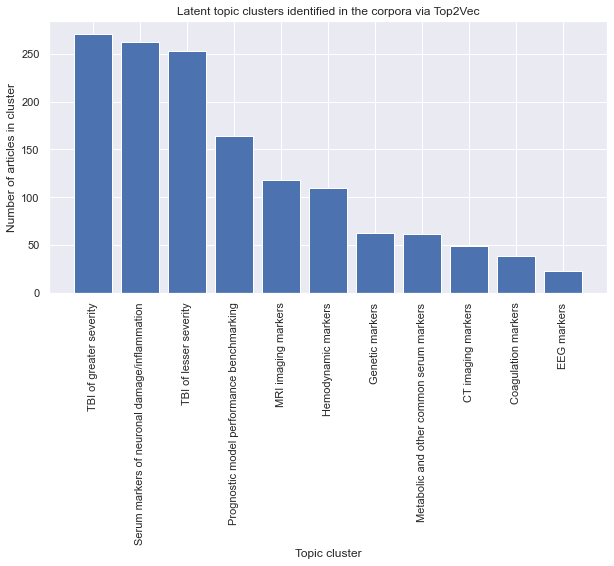 Latent topic clusters identified in the corpora via Top2Vec
Number of articles in cluster
250
200
150
100
50
0
TBI of greater severity
Serum markers of neuronal damage/inflammation
TBI of lesser severity
Prognostic model performance benchmarking
MRI imaging markers
Hemodynamic markers
Genetic markers
Metabolic and other common serum markers
CT imaging markers
Coagulation markers
EEG markers
Topic cluster